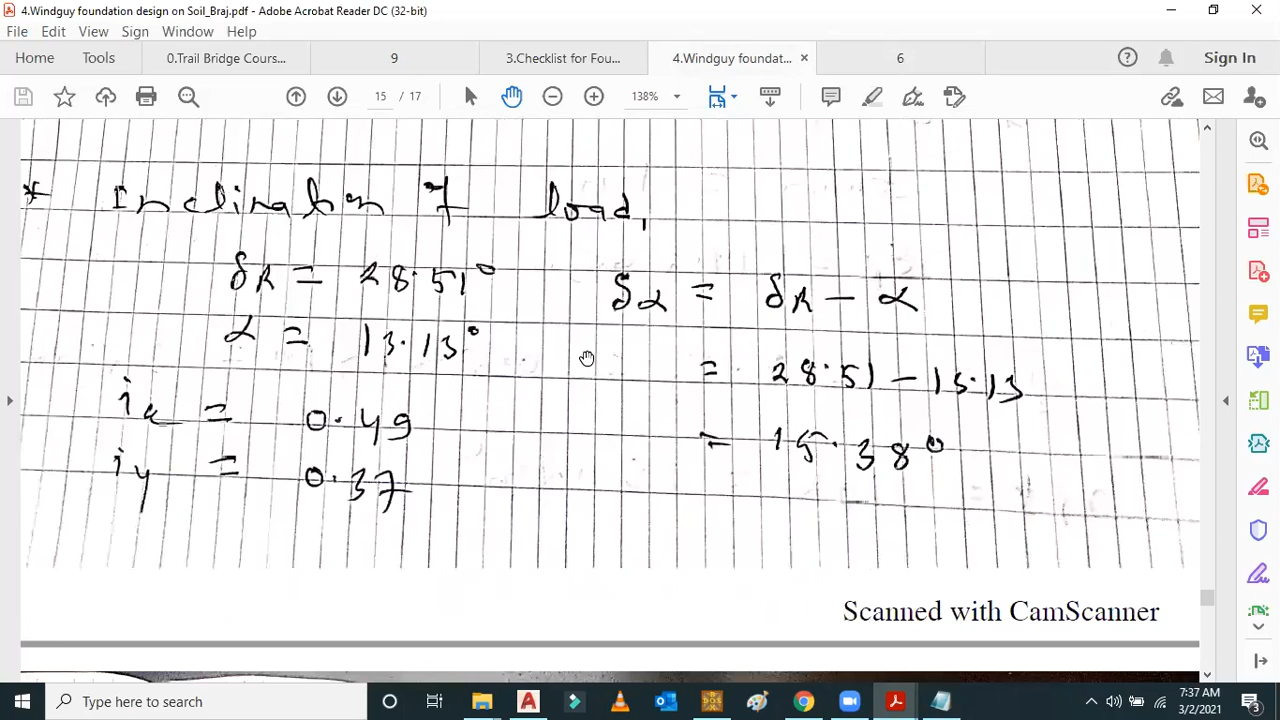 4.Windguy foundation design on Soil_Braj.pdf - Adobe Acrobat Reader DC (32-bit)
File Edit View Sign Window Help
Home Tools 0.Trail Bridge Cours... 9 3.Checklist for Fou... 4.Windguy foundat... × 6 Sign In
15 / 17 138%
* Inclination of load,
δR = 28.51° δα = δR - α
α = 13.13° = 28.51 - 13.13
ic = 0.49 = 15.38°
iγ = 0.37
Scanned with CamScanner
Type here to search
7:37 AM
3/2/2021
3